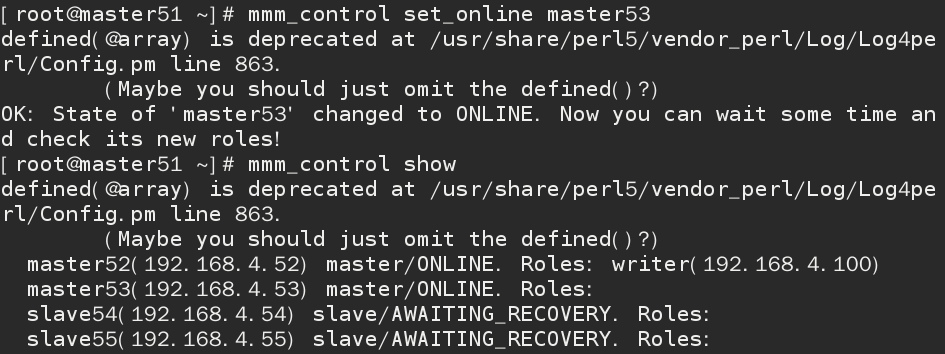 [root@master51 ~]# mmm_control set_online master53
defined(@array) is deprecated at /usr/share/perl5/vendor_perl/Log/Log4pe
rl/Config.pm line 863.
        (Maybe you should just omit the defined()?)
OK: State of 'master53' changed to ONLINE. Now you can wait some time an
d check its new roles!
[root@master51 ~]# mmm_control show
defined(@array) is deprecated at /usr/share/perl5/vendor_perl/Log/Log4pe
rl/Config.pm line 863.
        (Maybe you should just omit the defined()?)
  master52(192.168.4.52) master/ONLINE. Roles: writer(192.168.4.100)
  master53(192.168.4.53) master/ONLINE. Roles:
  slave54(192.168.4.54) slave/AWAITING_RECOVERY. Roles:
  slave55(192.168.4.55) slave/AWAITING_RECOVERY. Roles: